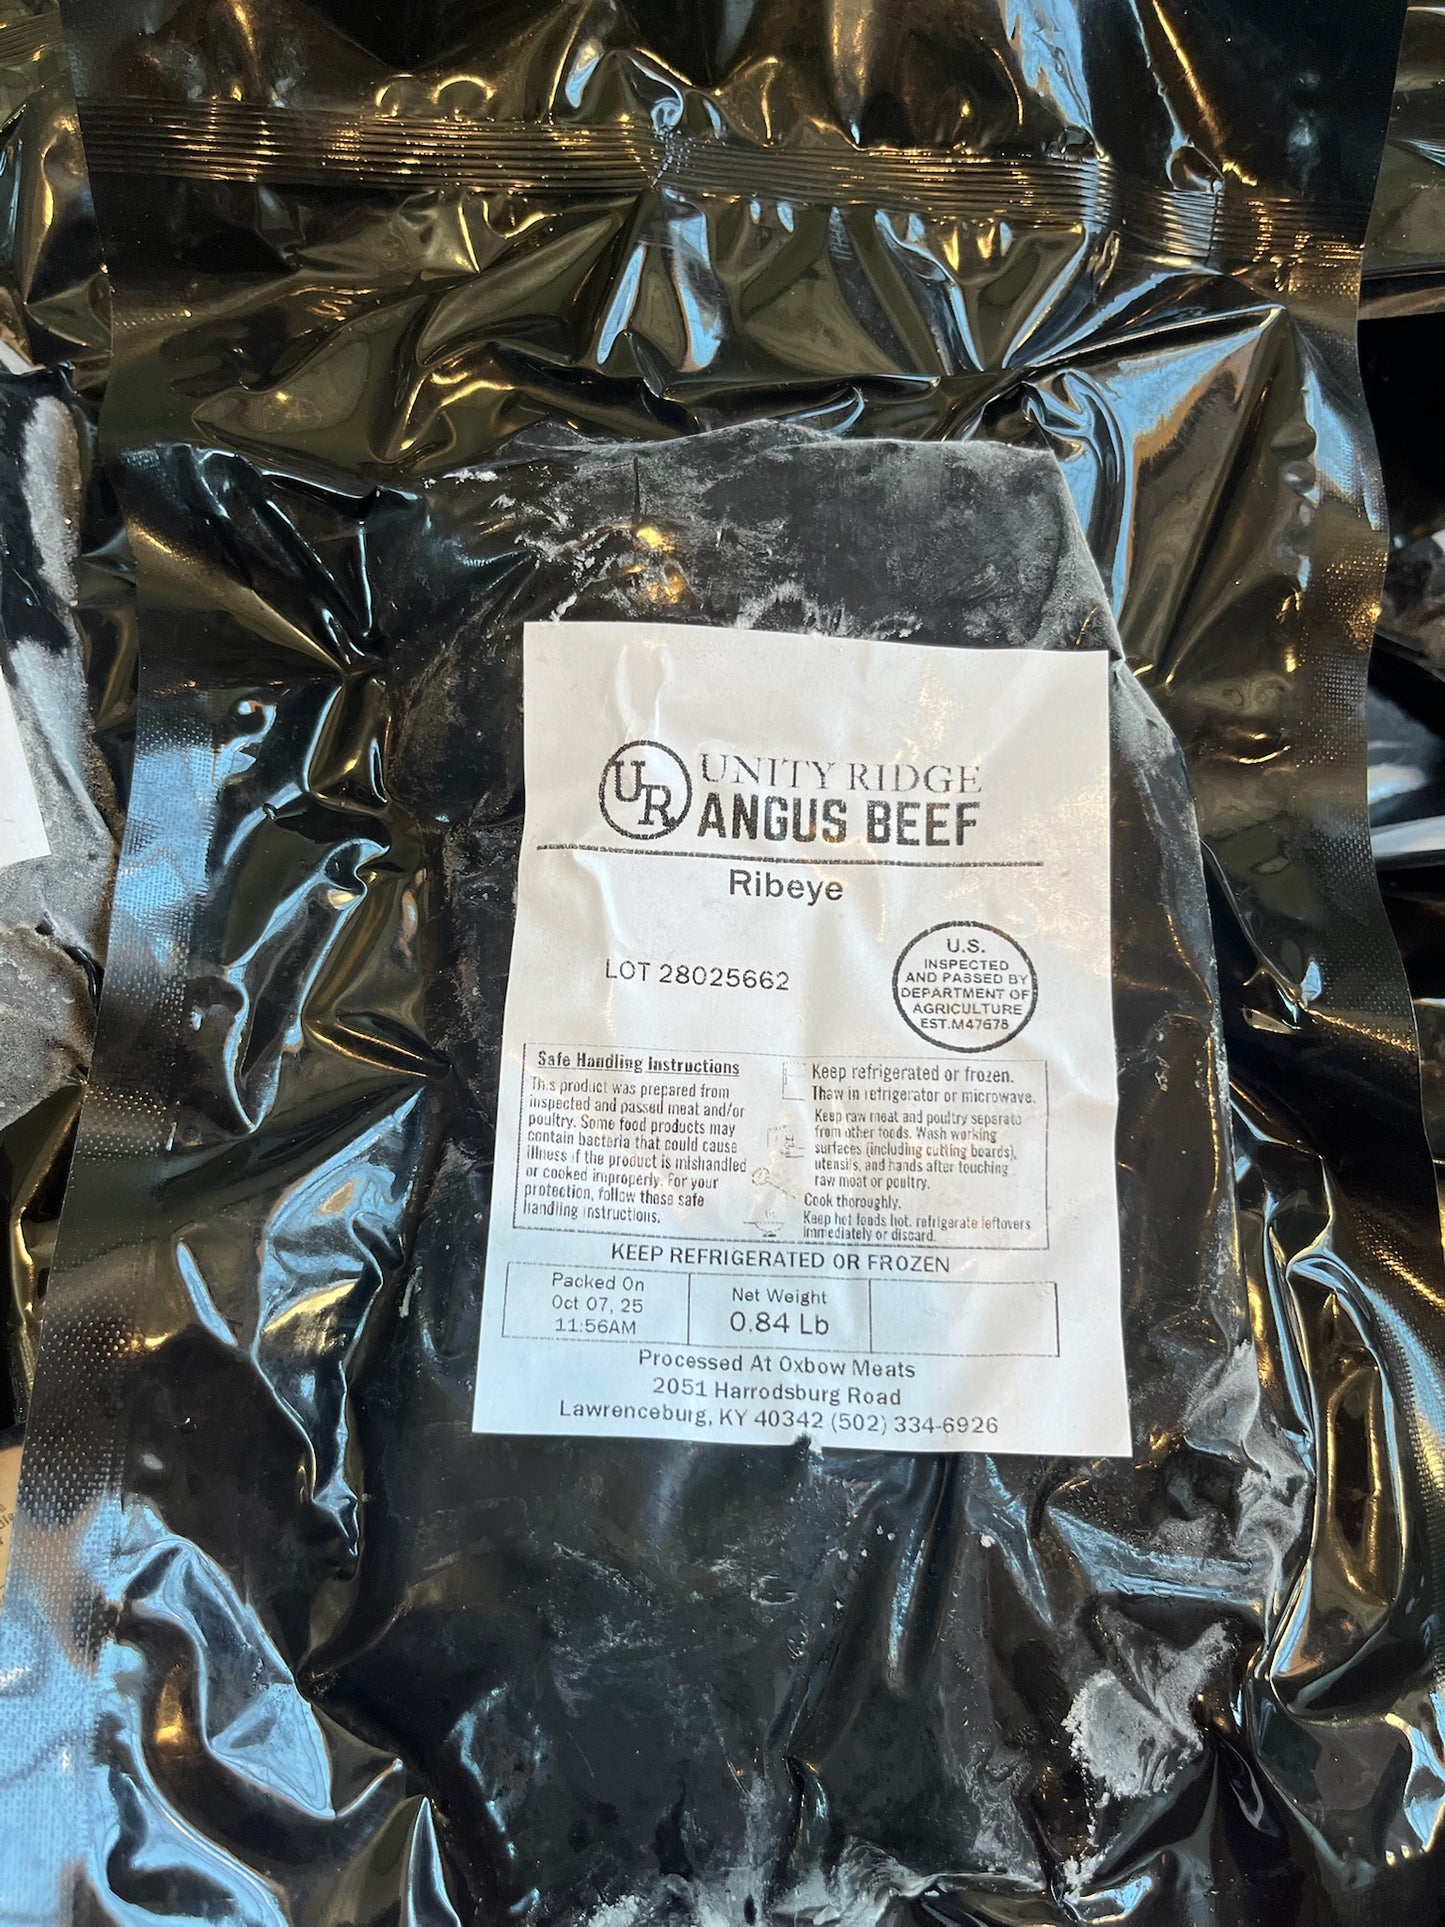 UR
UNITY RIDGE
ANGUS BEEF
Ribeye
LOT 28025662
U.S.
INSPECTED
AND PASSED BY
DEPARTMENT OF
AGRICULTURE
EST.M47678
Safe Handling Instructions
This product was prepared from
inspected and passed meat and/or
poultry. Some food products may
contain bacteria that could cause
illness if the product is mishandled
or cooked improperly. For your
protection, follow these safe
handling instructions.
Keep refrigerated or frozen.
Thaw in refrigerator or microwave.
Keep raw meat and poultry separate
from other foods. Wash working
surfaces (including cutting boards),
utensils, and hands after touching
raw meat or poultry.
Cook thoroughly.
Keep hot foods hot. refrigerate leftovers
immediately or discard.
KEEP REFRIGERATED OR FROZEN
Packed On
Oct 07, 25
11:56AM
Net Weight
0.84 Lb
Processed At Oxbow Meats
2051 Harrodsburg Road
Lawrenceburg, KY 40342 (502) 334-6926